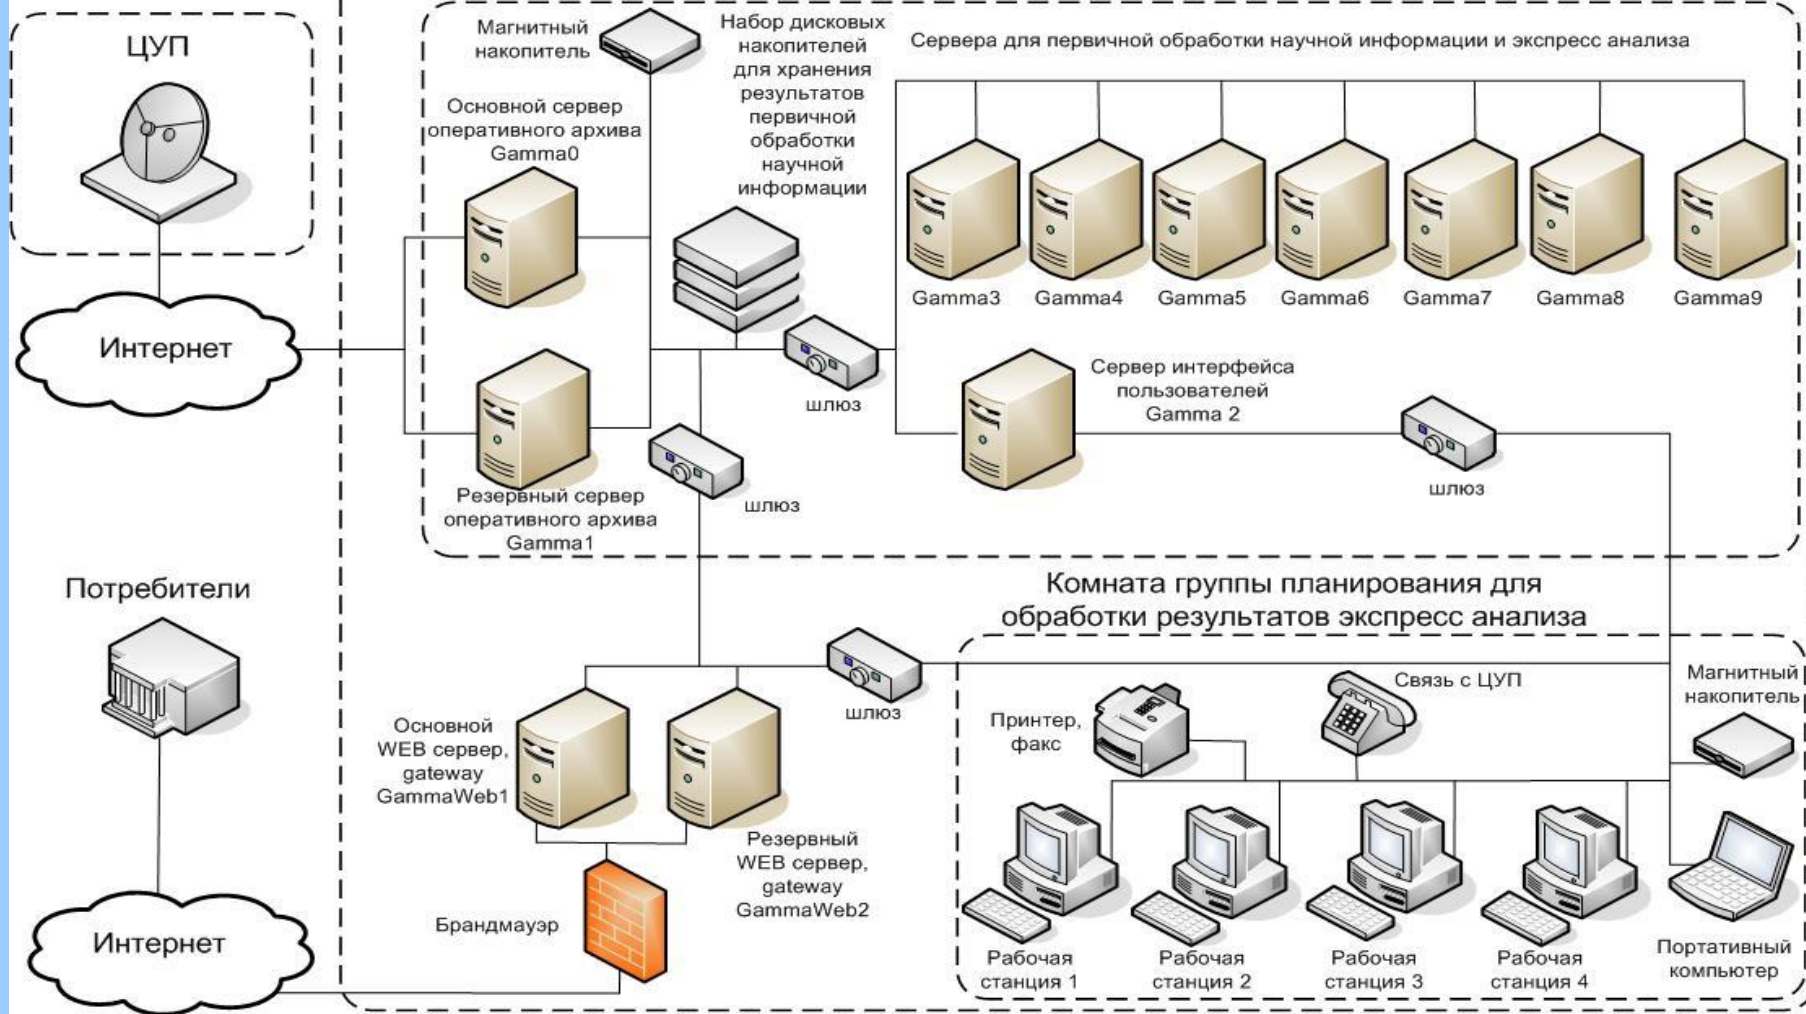 ЦУП
Магнитный
накопитель
Набор дисковых
накопителей
для хранения
результатов
первичной
обработки
научной
информации
Сервера для первичной обработки научной информации и экспресс анализа
Основной сервер
оперативного архива
Gamma0
Gamma3
Gamma4
Gamma5
Gamma6
Gamma7
Gamma8
Gamma9
Интернет
шлюз
Сервер интерфейса
пользователей
Gamma 2
шлюз
шлюз
Резервный сервер
оперативного архива
Gamma1
Потребители
Комната группы планирования для
обработки результатов экспресс анализа
шлюз
Основной
WEB сервер,
gateway
GammaWeb1
Принтер,
факс
Связь с ЦУП
Магнитный
накопитель
Резервный
WEB сервер,
gateway
GammaWeb2
Брандмауэр
Интернет
Рабочая
станция 1
Рабочая
станция 2
Рабочая
станция 3
Рабочая
станция 4
Портативный
компьютер